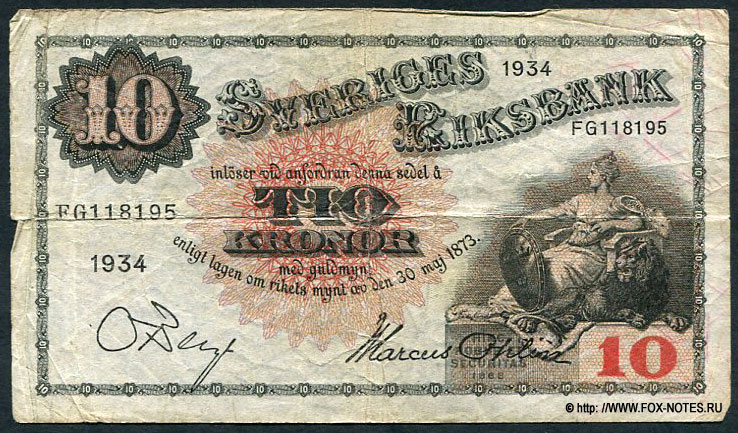 10
SVERIGES
RIKSBANK
1934
FG118195
inlöser vid anfordran denna sedel å
TIO
KRONOR
med guldmynt
enligt lagen om rikets mynt av den 30 maj 1873.
FG118195
1934
Marcus
SECURITAS
10
© http: //WWW.FOX-NOTES.RU